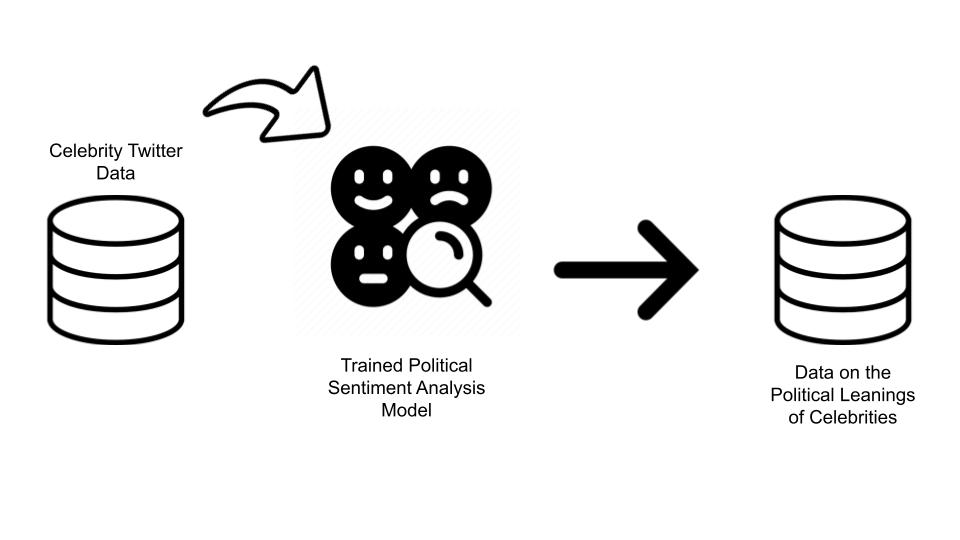 Celebrity Twitter
Data
Trained Political
Sentiment Analysis
Model
Data on the
Political Leanings
of Celebrities